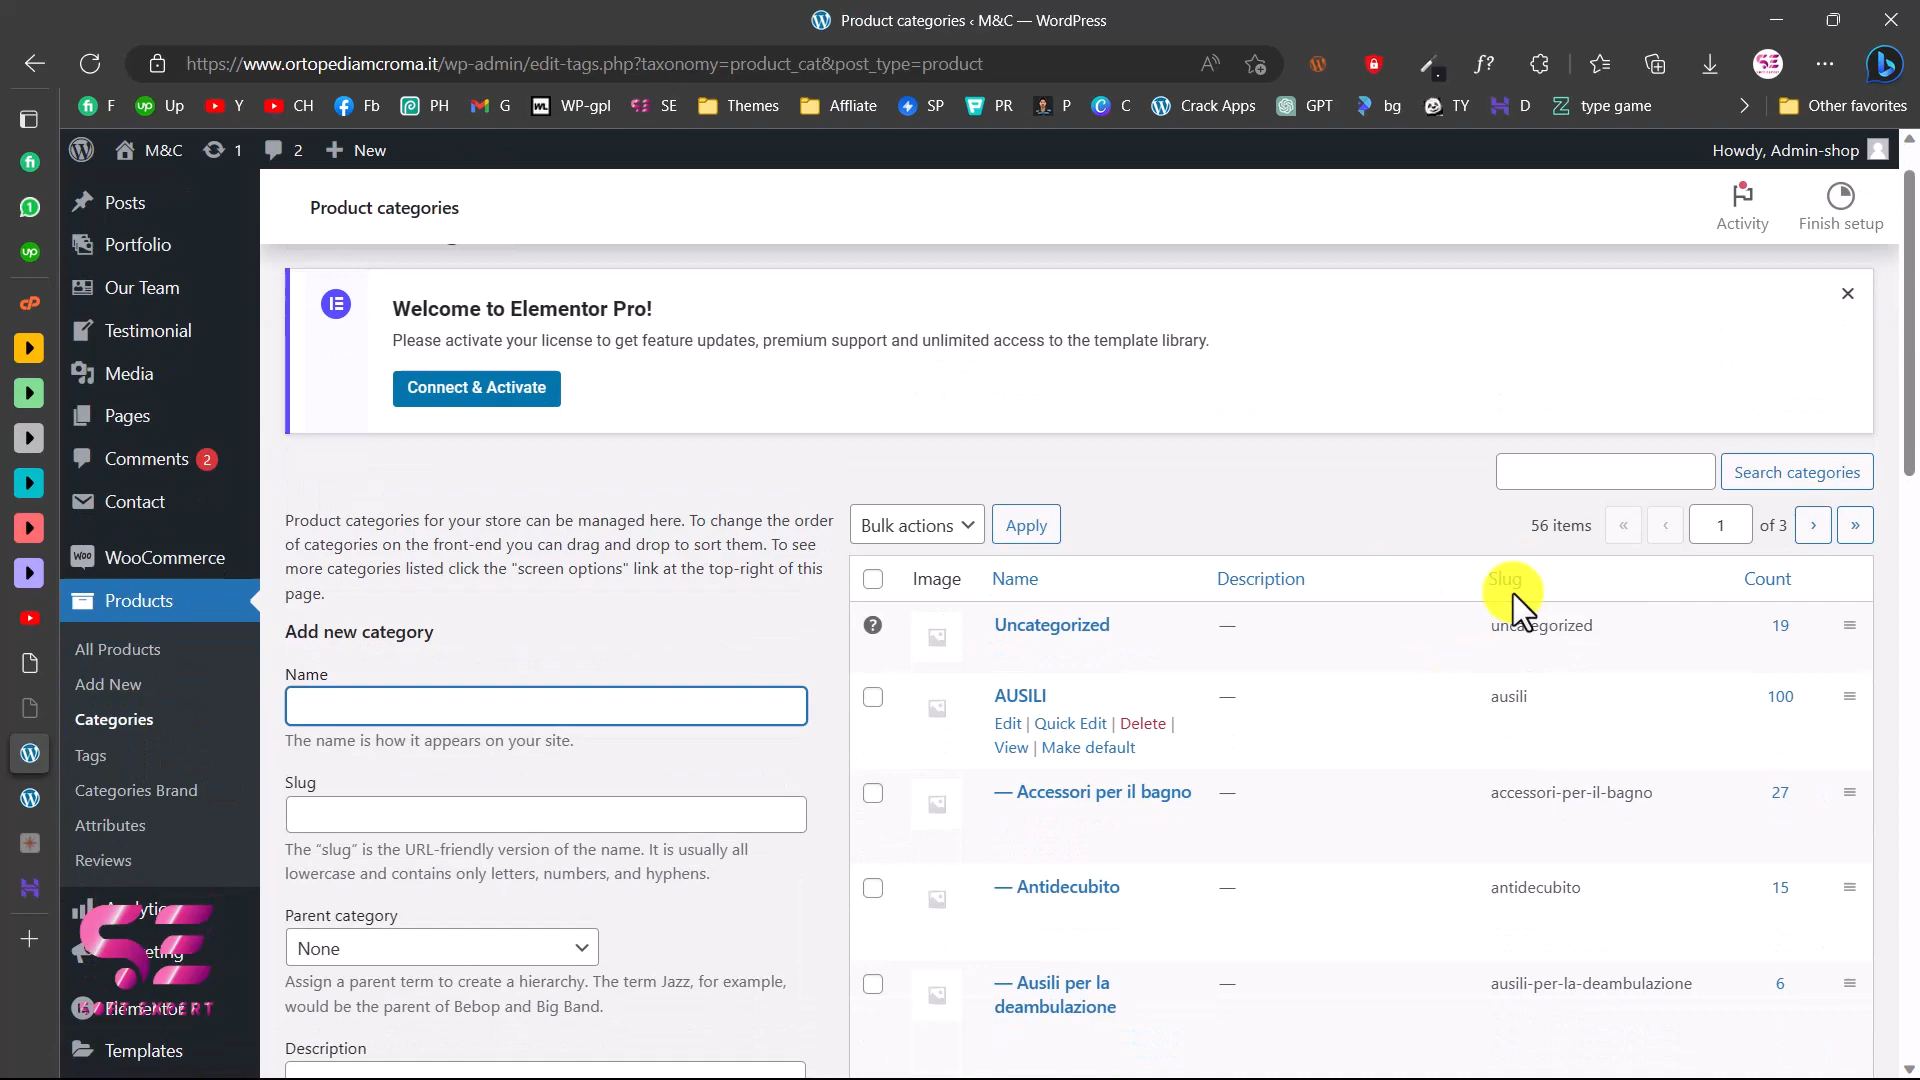 Product categories ‹ M&C — WordPress
https://www.ortopediamcroma.it/wp-admin/edit-tags.php?taxonomy=product_cat&post_type=product
F Up Y CH Fb PH G WP-gpl SE Themes Affliate SP PR P C Crack Apps GPT bg TY D type game Other favorites
M&C 1 2 New Howdy, Admin-shop
Posts
Portfolio
Our Team
Testimonial
Media
Pages
Comments 2
Contact
WooCommerce
Products
All Products
Add New
Categories
Tags
Categories Brand
Attributes
Reviews
Elementor
Templates
Product categories
Activity
Finish setup
Welcome to Elementor Pro!
Please activate your license to get feature updates, premium support and unlimited access to the template library.
Connect & Activate
Search categories
Product categories for your store can be managed here. To change the order
of categories on the front-end you can drag and drop to sort them. To see
more categories listed click the "screen options" link at the top-right of this
page.
Add new category
Name
The name is how it appears on your site.
Slug
The “slug” is the URL-friendly version of the name. It is usually all
lowercase and contains only letters, numbers, and hyphens.
Parent category
None
Assign a parent term to create a hierarchy. The term Jazz, for example,
would be the parent of Bebop and Big Band.
Description
Bulk actions Apply 56 items « ‹ 1 of 3 › »
Image Name Description Slug Count
Uncategorized — uncategorized 19
AUSILI — ausili 100
Edit | Quick Edit | Delete |
View | Make default
— Accessori per il bagno — accessori-per-il-bagno 27
— Antidecubito — antidecubito 15
— Ausili per la — ausili-per-la-deambulazione 6
deambulazione